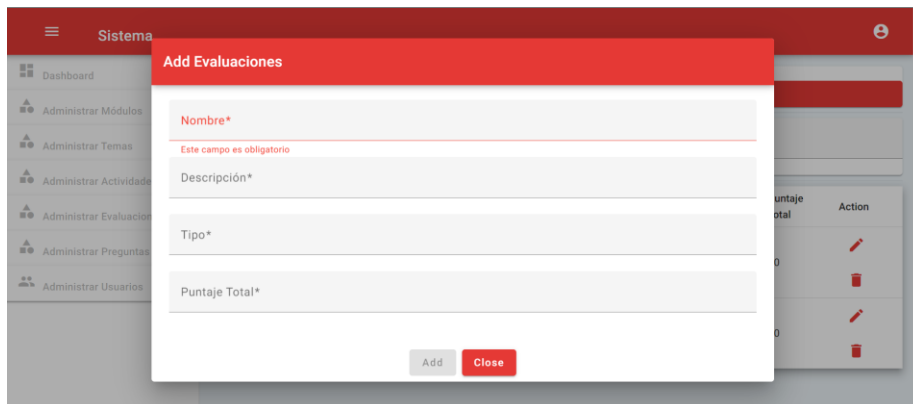 Sistema
Add Evaluaciones
Dashboard
Administrar Módulos
Administrar Temas
Administrar Actividade
Administrar Evaluacion
Administrar Preguntas
Administrar Usuarios
Nombre*
Este campo es obligatorio
Descripción*
Tipo*
Puntaje Total*
Add
Close
untaje
otal
Action
0
0